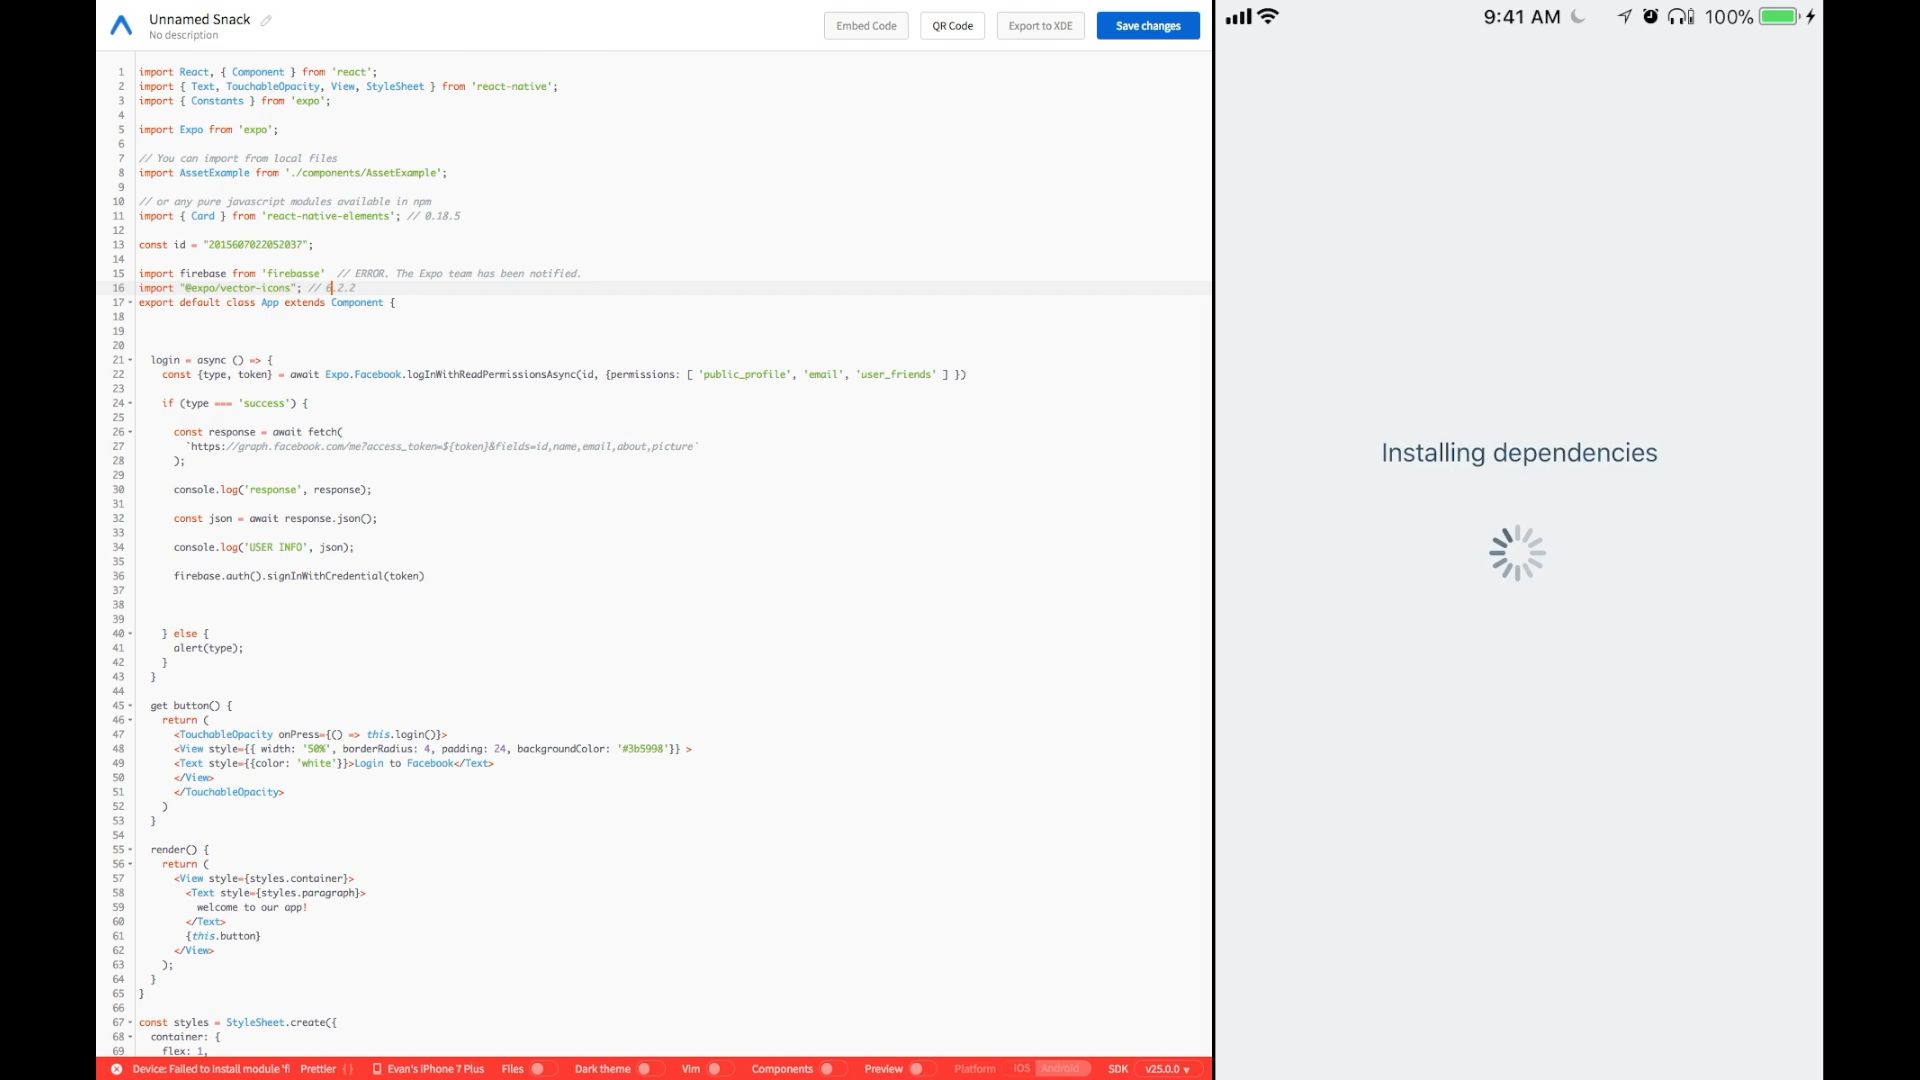 Unnamed Snack
No description
Embed Code
QR Code
Export to XDE
Save changes
1 import React, { Component } from 'react';
2 import { Text, TouchableOpacity, View, StyleSheet } from 'react-native';
3 import { Constants } from 'expo';
4
5 import Expo from 'expo';
6
7 // You can import from local files
8 import AssetExample from './components/AssetExample';
9
10 // or any pure javascript modules available in npm
11 import { Card } from 'react-native-elements'; // 0.18.5
12
13 const id = "2015607022052037";
14
15 import firebase from 'firebasse'  // ERROR. The Expo team has been notified.
16 import "@expo/vector-icons"; // 6.2.2
17 export default class App extends Component {
18
19
20
21 login = async () => {
22 const {type, token} = await Expo.Facebook.logInWithReadPermissionsAsync(id, {permissions: [ 'public_profile', 'email', 'user_friends' ] })
23
24 if (type === 'success') {
25
26 const response = await fetch(
27 `https://graph.facebook.com/me?access_token=${token}&fields=id,name,email,about,picture`
28 );
29
30 console.log('response', response);
31
32 const json = await response.json();
33
34 console.log('USER INFO', json);
35
36 firebase.auth().signInWithCredential(token)
37
38
39
40 } else {
41 alert(type);
42 }
43 }
44
45 get button() {
46 return (
47 <TouchableOpacity onPress={() => this.login()}>
48 <View style={{ width: '50%', borderRadius: 4, padding: 24, backgroundColor: '#3b5998'}} >
49 <Text style={{color: 'white'}}>Login to Facebook</Text>
50 </View>
51 </TouchableOpacity>
52 )
53 }
54
55 render() {
56 return (
57 <View style={styles.container}>
58 <Text style={styles.paragraph}>
59 welcome to our app!
60 </Text>
61 {this.button}
62 </View>
63 );
64 }
65 }
66
67 const styles = StyleSheet.create({
68 container: {
69 flex: 1,
Device: Failed to install module 'fi
Prettier { }
Evan's iPhone 7 Plus
Files
Dark theme
Vim
Components
Preview
Platform
iOS
Android
SDK
v25.0.0
9:41 AM
100%
Installing dependencies